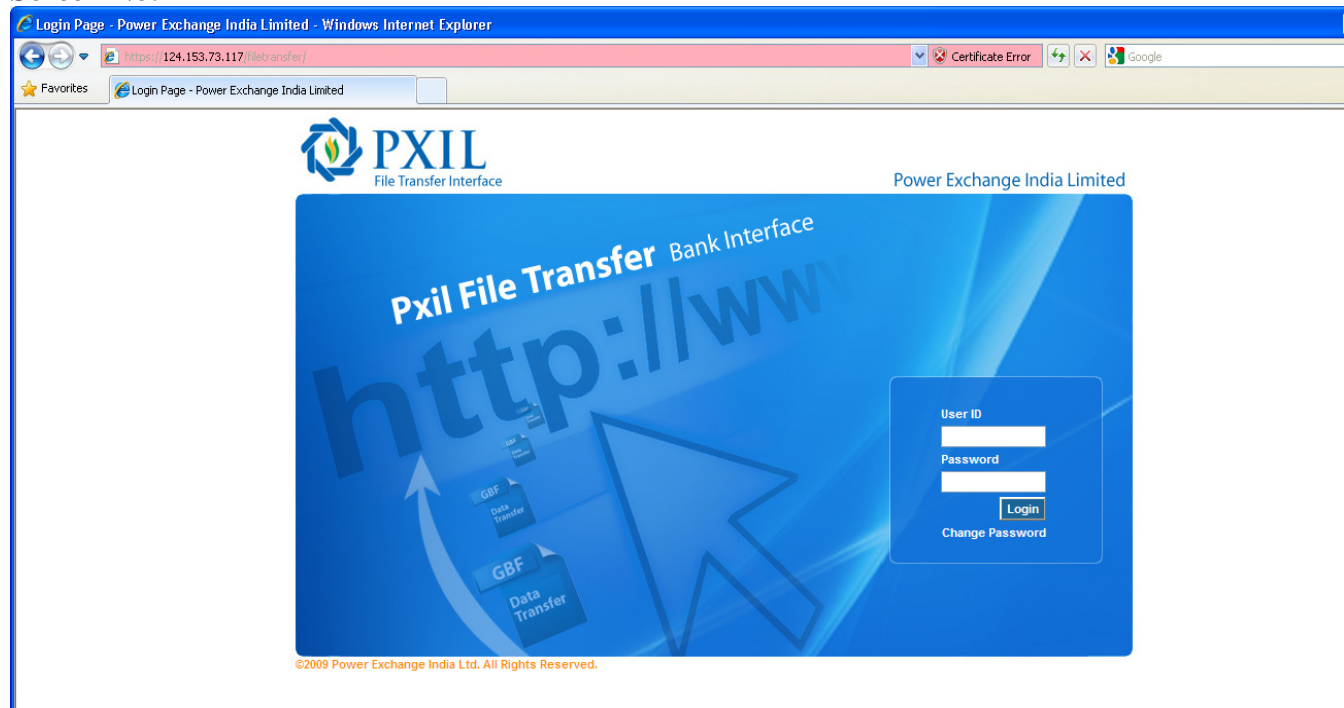 Login Page - Power Exchange India Limited - Windows Internet Explorer
https://124.153.73.117/filetransfer/
Certificate Error
Google
Favorites
Login Page - Power Exchange India Limited
PXIL
File Transfer Interface
Power Exchange India Limited
Pxil File Transfer Bank Interface
http://www
User ID
Password
Login
Change Password
GBF
Data
Transfer
GBF
Data
Transfer
©2009 Power Exchange India Ltd. All Rights Reserved.